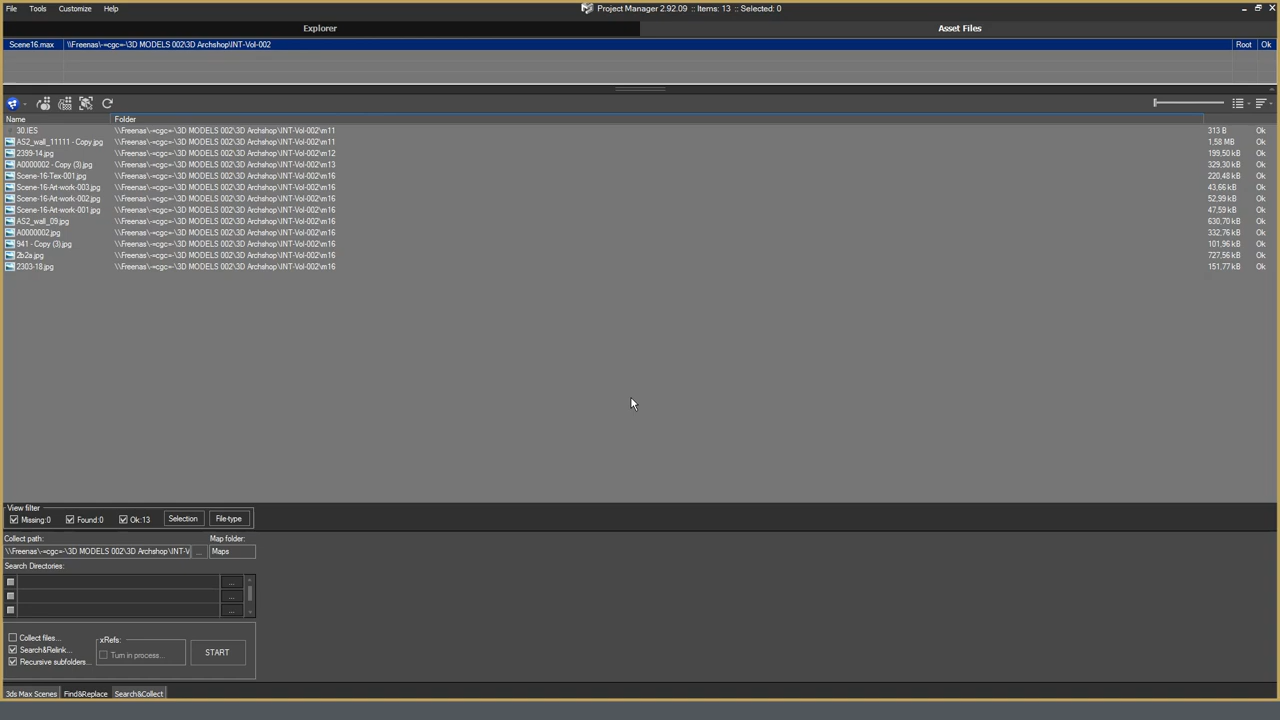 File Tools Customize Help Project Manager 2.92.09 :: Items: 13 :: Selected: 0
Explorer Asset Files
Scene16.max \\Freenas\-=cgc=-\3D MODELS 002\3D Archshop\INT-Vol-002 Root Ok
Name Folder
30.IES \\Freenas\-=cgc=-\3D MODELS 002\3D Archshop\INT-Vol-002\m11 313 B Ok
AS2_wall_11111 - Copy.jpg \\Freenas\-=cgc=-\3D MODELS 002\3D Archshop\INT-Vol-002\m11 1,58 MB Ok
2399-14.jpg \\Freenas\-=cgc=-\3D MODELS 002\3D Archshop\INT-Vol-002\m12 199,50 kB Ok
A0000002 - Copy (3).jpg \\Freenas\-=cgc=-\3D MODELS 002\3D Archshop\INT-Vol-002\m13 329,30 kB Ok
Scene-16-Tex-001.jpg \\Freenas\-=cgc=-\3D MODELS 002\3D Archshop\INT-Vol-002\m16 220,48 kB Ok
Scene-16-Art-work-003.jpg \\Freenas\-=cgc=-\3D MODELS 002\3D Archshop\INT-Vol-002\m16 43,66 kB Ok
Scene-16-Art-work-002.jpg \\Freenas\-=cgc=-\3D MODELS 002\3D Archshop\INT-Vol-002\m16 52,99 kB Ok
Scene-16-Art-work-001.jpg \\Freenas\-=cgc=-\3D MODELS 002\3D Archshop\INT-Vol-002\m16 47,59 kB Ok
AS2_wall_09.jpg \\Freenas\-=cgc=-\3D MODELS 002\3D Archshop\INT-Vol-002\m16 630,70 kB Ok
A0000002.jpg \\Freenas\-=cgc=-\3D MODELS 002\3D Archshop\INT-Vol-002\m16 332,76 kB Ok
941 - Copy (3).jpg \\Freenas\-=cgc=-\3D MODELS 002\3D Archshop\INT-Vol-002\m16 101,96 kB Ok
2b2a.jpg \\Freenas\-=cgc=-\3D MODELS 002\3D Archshop\INT-Vol-002\m16 727,56 kB Ok
2303-18.jpg \\Freenas\-=cgc=-\3D MODELS 002\3D Archshop\INT-Vol-002\m16 151,77 kB Ok
View filter
Missing:0 Found:0 Ok:13 Selection File-type
Collect path: Map folder:
\\Freenas\-=cgc=-\3D MODELS 002\3D Archshop\INT-V ... Maps
Search Directories:
...
...
...
Collect files... xRefs:
Search&Relink... Turn in process... START
Recursive subfolders...
3ds Max Scenes Find&Replace Search&Collect